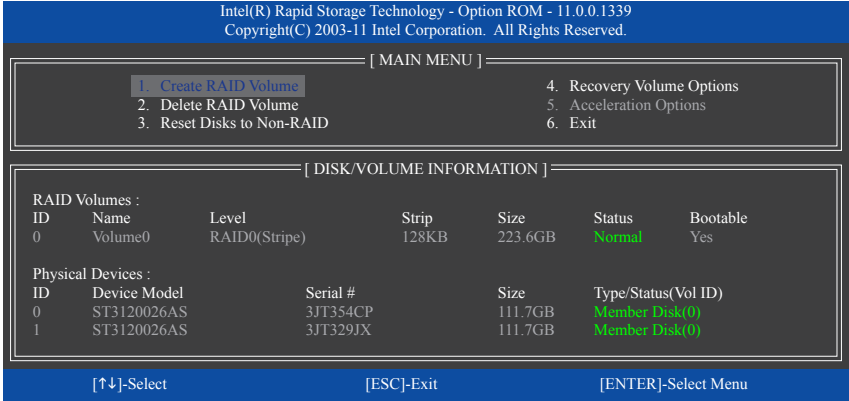 Intel(R) Rapid Storage Technology - Option ROM - 11.0.0.1339
Copyright(C) 2003-11 Intel Corporation.  All Rights Reserved.
[ MAIN MENU ]
1. Create RAID Volume 4. Recovery Volume Options
2. Delete RAID Volume 5. Acceleration Options
3. Reset Disks to Non-RAID 6. Exit
[ DISK/VOLUME INFORMATION ]
RAID Volumes :
ID Name Level Strip Size Status Bootable
0 Volume0 RAID0(Stripe) 128KB 223.6GB Normal Yes
Physical Devices :
ID Device Model Serial # Size Type/Status(Vol ID)
0 ST3120026AS 3JT354CP 111.7GB Member Disk(0)
1 ST3120026AS 3JT329JX 111.7GB Member Disk(0)
[↑↓]-Select [ESC]-Exit [ENTER]-Select Menu